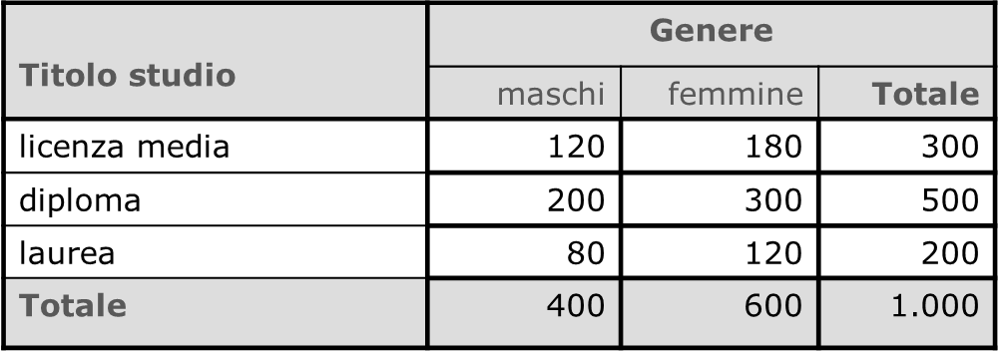 Genere
Titolo studio
maschi femmine Totale
licenza media 120 180 300
diploma 200 300 500
laurea 80 120 200
Totale 400 600 1.000